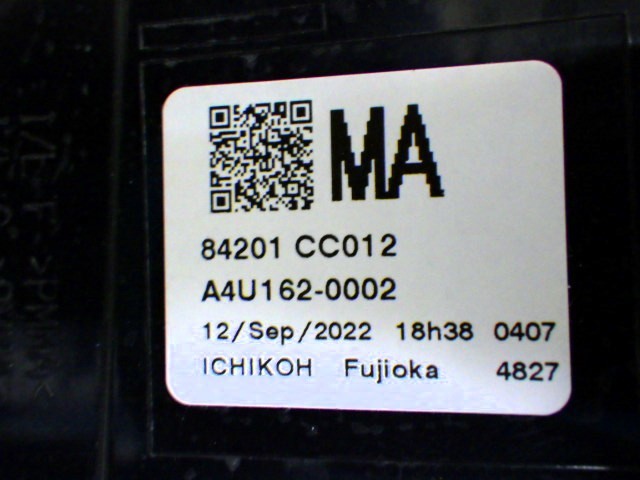 MA
84201 CC012
A4U162-0002
12/Sep/2022 18h38 0407
ICHIKOH Fujioka 4827